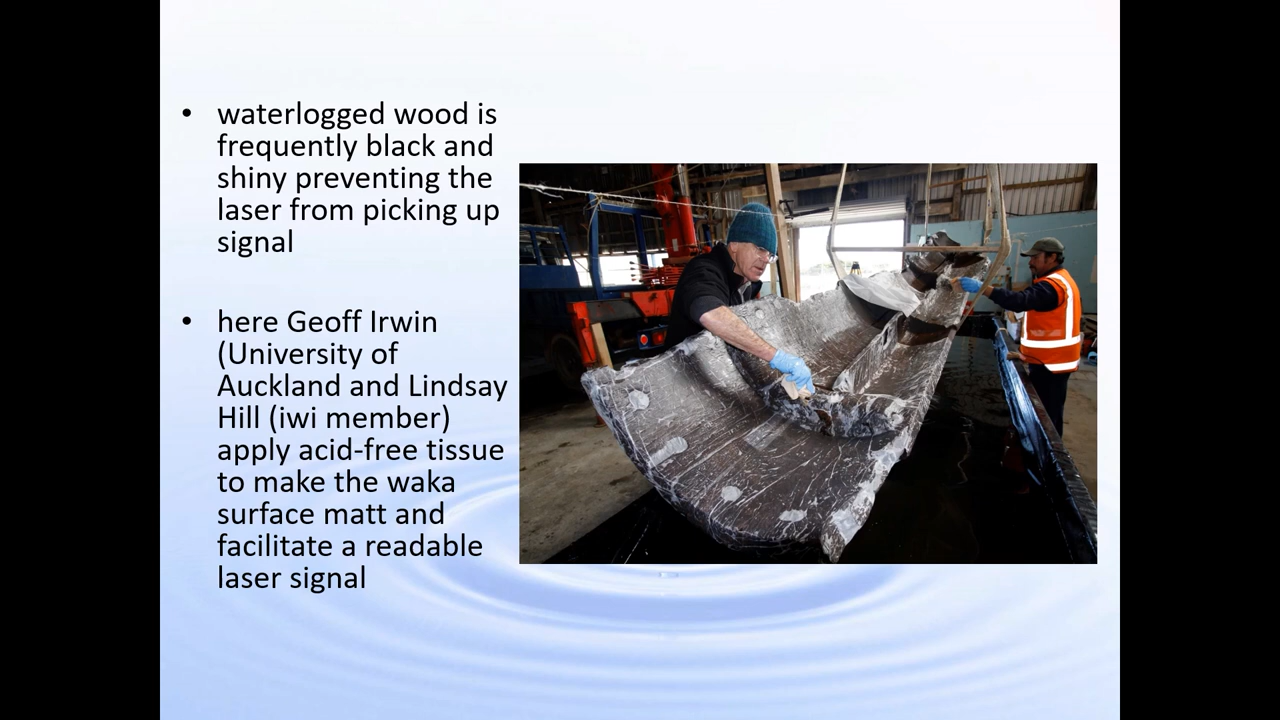 • waterlogged wood is
frequently black and
shiny preventing the
laser from picking up
signal
• here Geoff Irwin
(University of
Auckland and Lindsay
Hill (iwi member)
apply acid-free tissue
to make the waka
surface matt and
facilitate a readable
laser signal